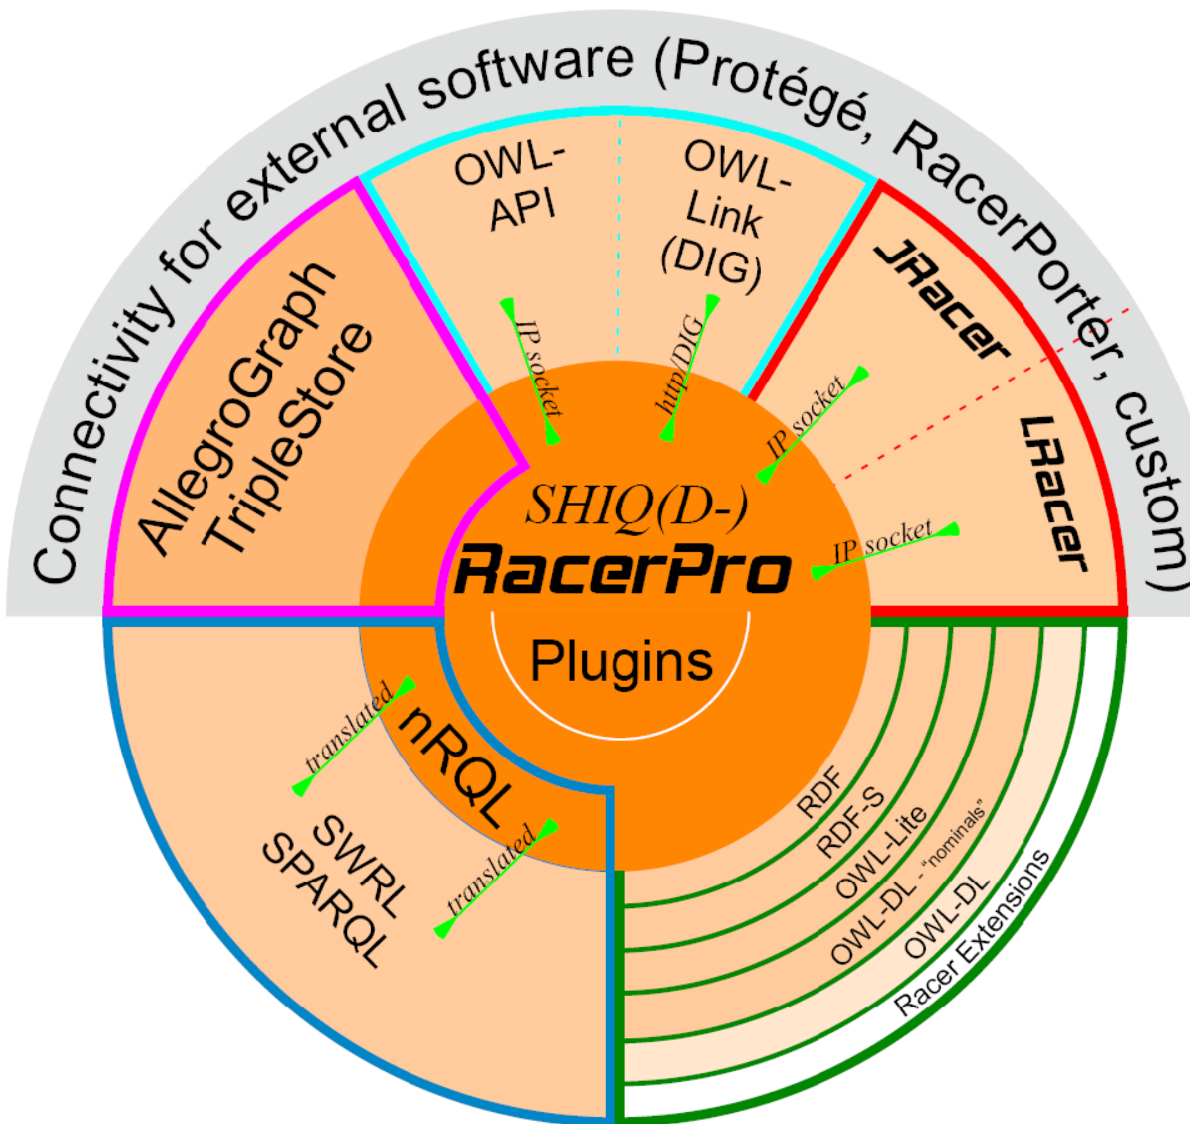 Connectivity for external software (Protégé, RacerPorter, custom)
OWL-
API
OWL-
Link
(DIG)
JRacer
LRacer
AllegroGraph
TripleStore
IP socket
http/DIG
IP socket
IP socket
SHIQ(D-)
RacerPro
Plugins
translated
nRQL
translated
SWRL
SPARQL
RDF
RDF-S
OWL-Lite
OWL-DL - "nominals"
OWL-DL
Racer Extensions